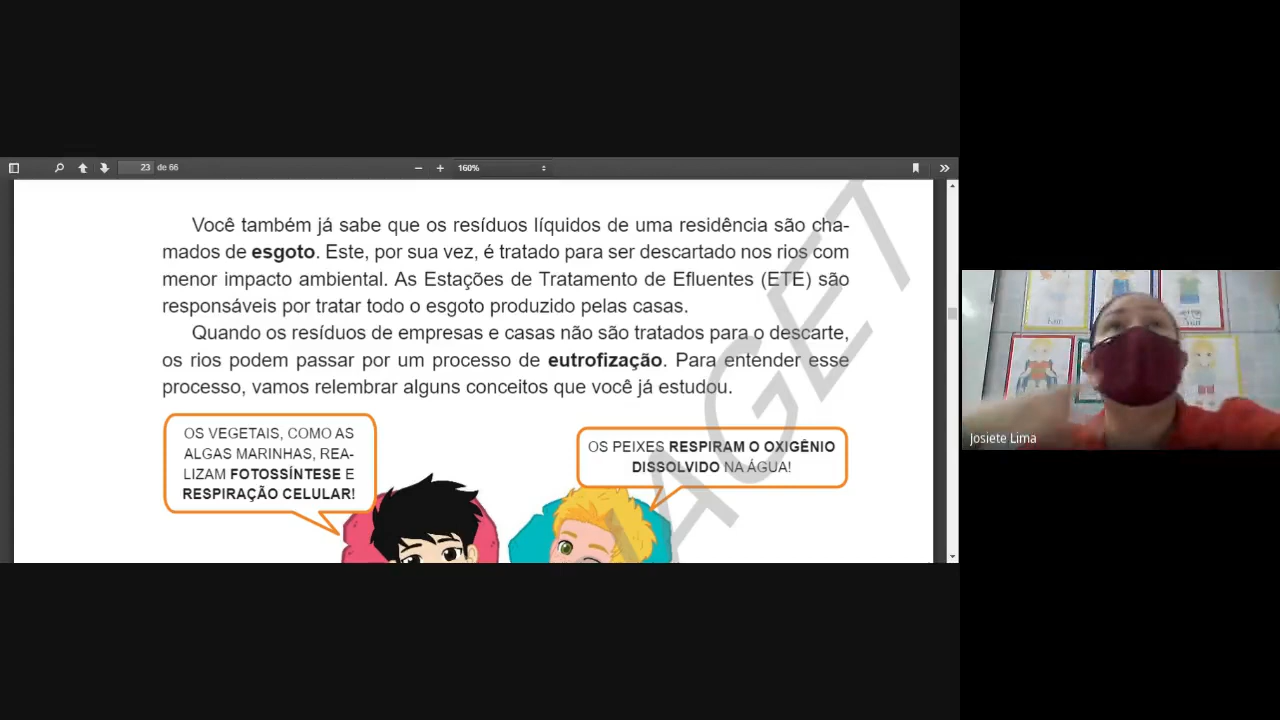 23 de 66
160%
Você também já sabe que os resíduos líquidos de uma residência são cha-
mados de esgoto. Este, por sua vez, é tratado para ser descartado nos rios com
menor impacto ambiental. As Estações de Tratamento de Efluentes (ETE) são
responsáveis por tratar todo o esgoto produzido pelas casas.
Quando os resíduos de empresas e casas não são tratados para o descarte,
os rios podem passar por um processo de eutrofização. Para entender esse
processo, vamos relembrar alguns conceitos que você já estudou.
OS VEGETAIS, COMO AS
ALGAS MARINHAS, REA-
LIZAM FOTOSSÍNTESE E
RESPIRAÇÃO CELULAR!
OS PEIXES RESPIRAM O OXIGÊNIO
DISSOLVIDO NA ÁGUA!
Josiete Lima